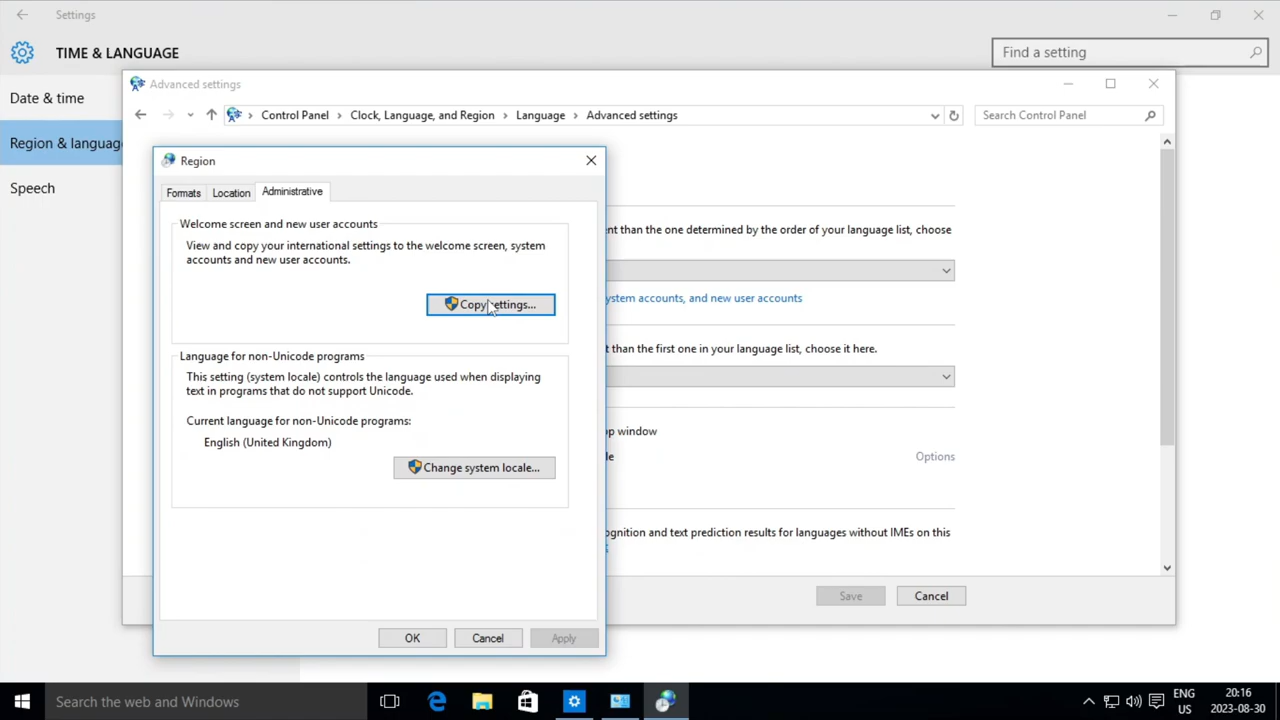 Settings
TIME & LANGUAGE
Find a setting
Date & time
Region & languag
Speech
Advanced settings
Control Panel > Clock, Language, and Region > Language > Advanced settings
Search Control Panel
Region
Formats
Location
Administrative
Welcome screen and new user accounts
View and copy your international settings to the welcome screen, system
accounts and new user accounts.
Copy settings...
Language for non-Unicode programs
This setting (system locale) controls the language used when displaying
text in programs that do not support Unicode.
Current language for non-Unicode programs:
English (United Kingdom)
Change system locale...
OK
Cancel
Apply
nt than the one determined by the order of your language list, choose
ystem accounts, and new user accounts
t than the first one in your language list, choose it here.
op window
le
Options
ognition and text prediction results for languages without IMEs on this
Save
Cancel
Search the web and Windows
ENG
US
20:16
2023-08-30